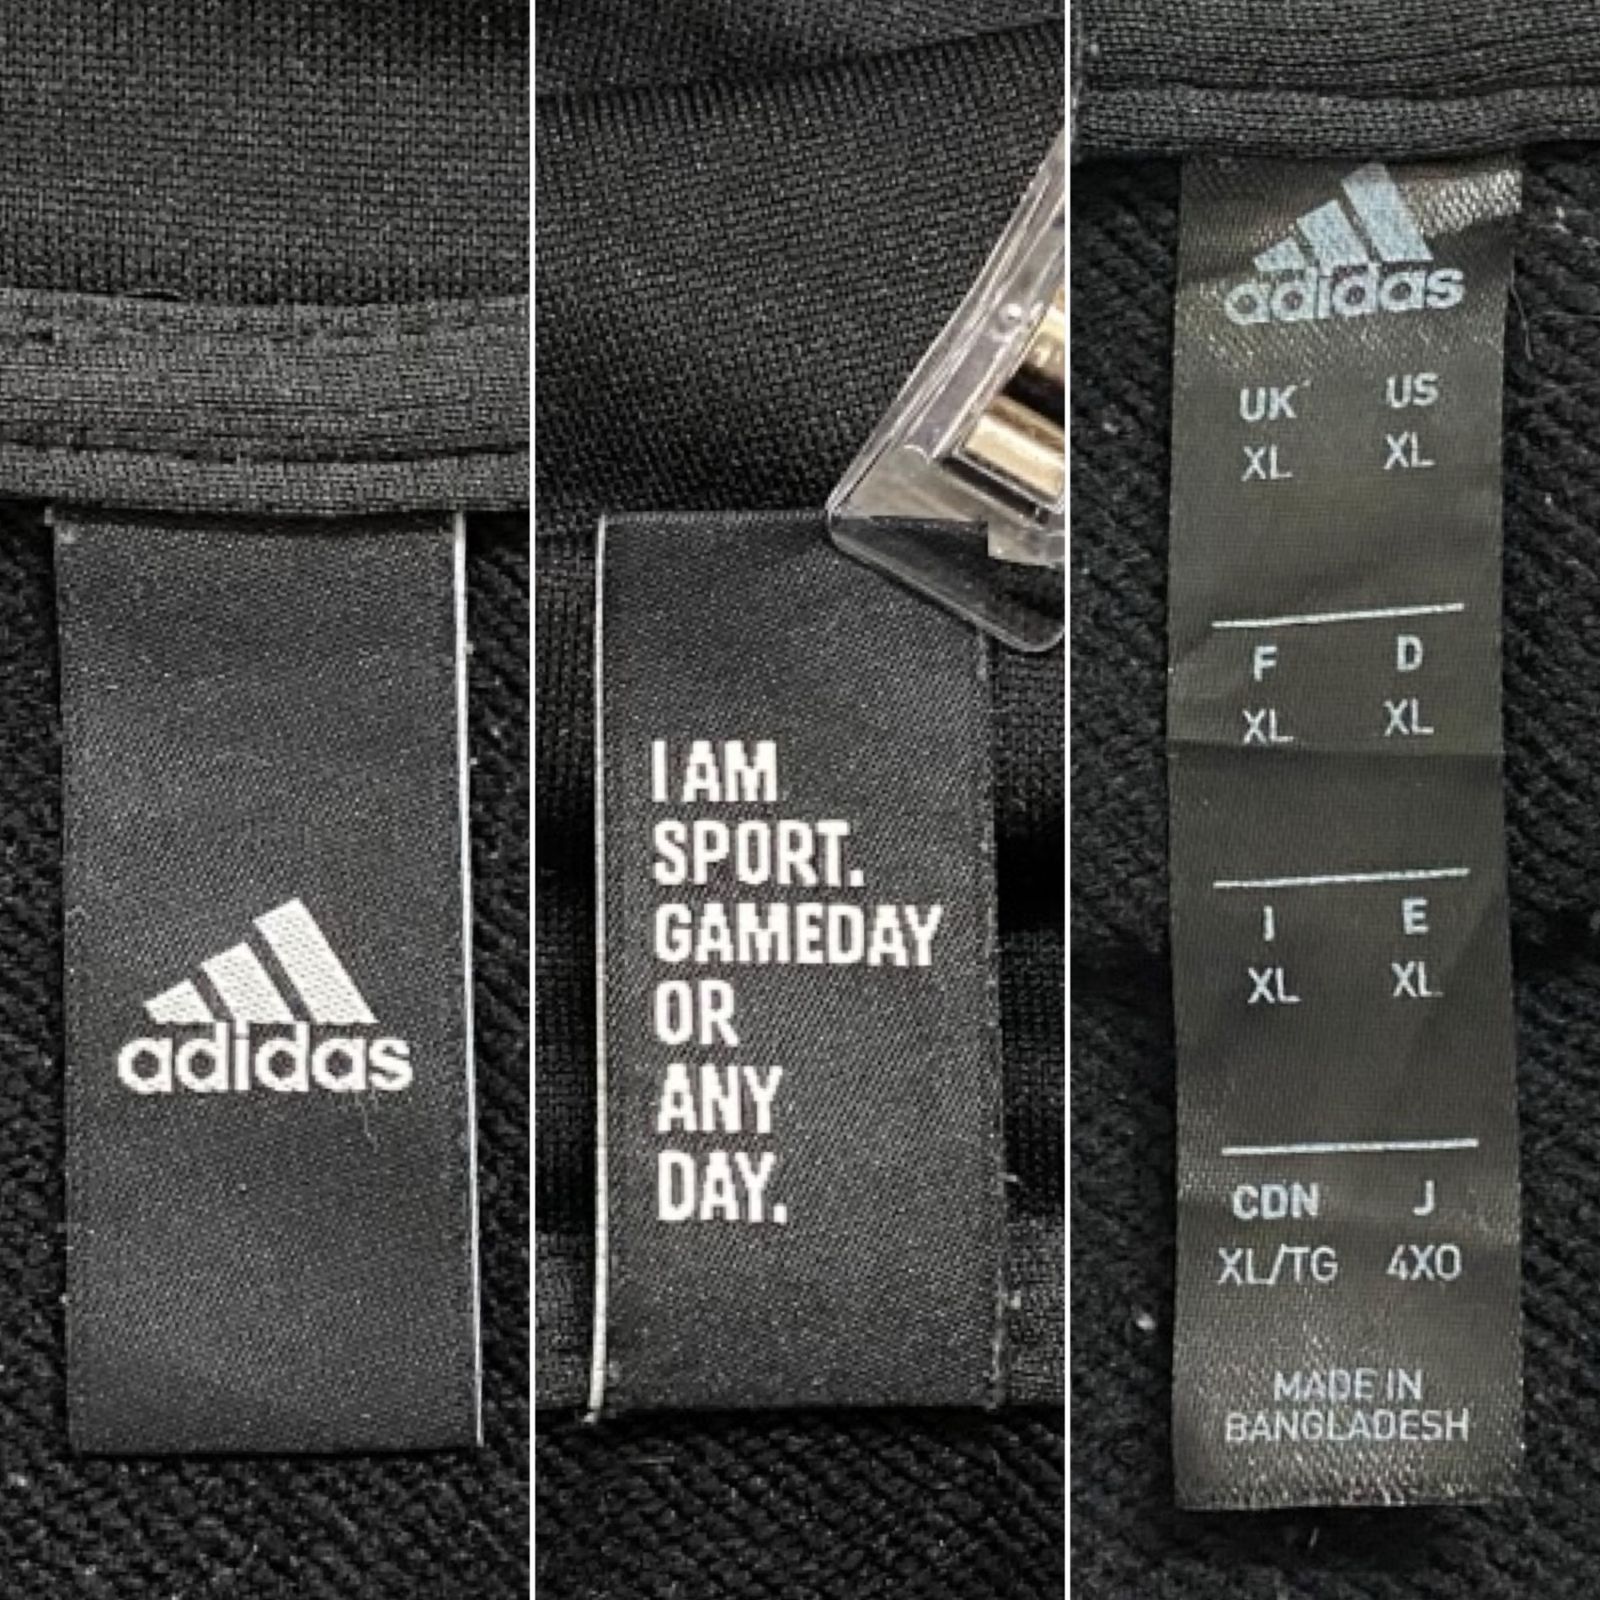 adidas
I AM
SPORT.
GAMEDAY
OR
ANY
DAY.
adidas
UK US
XL XL
F D
XL XL
I E
XL XL
CDN J
XL/TG 4XO
MADE IN
BANGLADESH